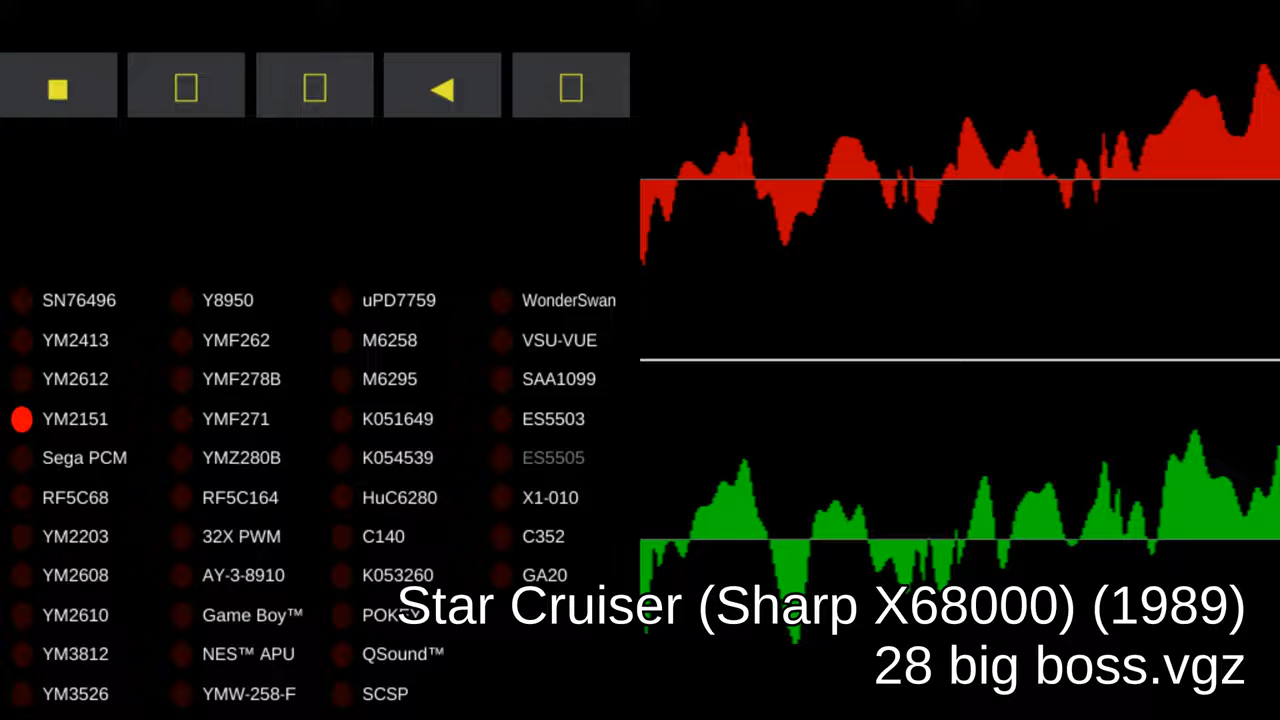 SN76496 Y8950 uPD7759 WonderSwan
YM2413 YMF262 M6258 VSU-VUE
YM2612 YMF278B M6295 SAA1099
YM2151 YMF271 K051649 ES5503
Sega PCM YMZ280B K054539 ES5505
RF5C68 RF5C164 HuC6280 X1-010
YM2203 32X PWM C140 C352
YM2608 AY-3-8910 K053260 GA20
YM2610 Game Boy™ POKEY
Star Cruiser (Sharp X68000) (1989)
YM3812 NES™ APU QSound™
28 big boss.vgz
YM3526 YMW-258-F SCSP